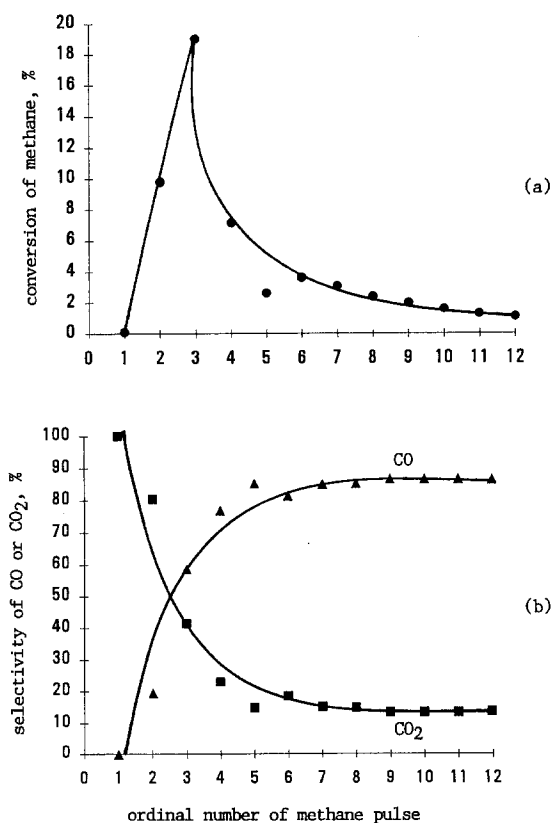 conversion of methane, %
20
18
16
14
12
10
8
6
4
2
0
0 1 2 3 4 5 6 7 8 9 10 11 12
(a)
selectivity of CO or CO2, %
100
90
80
70
60
50
40
30
20
10
0
CO
CO2
0 1 2 3 4 5 6 7 8 9 10 11 12
(b)
ordinal number of methane pulse